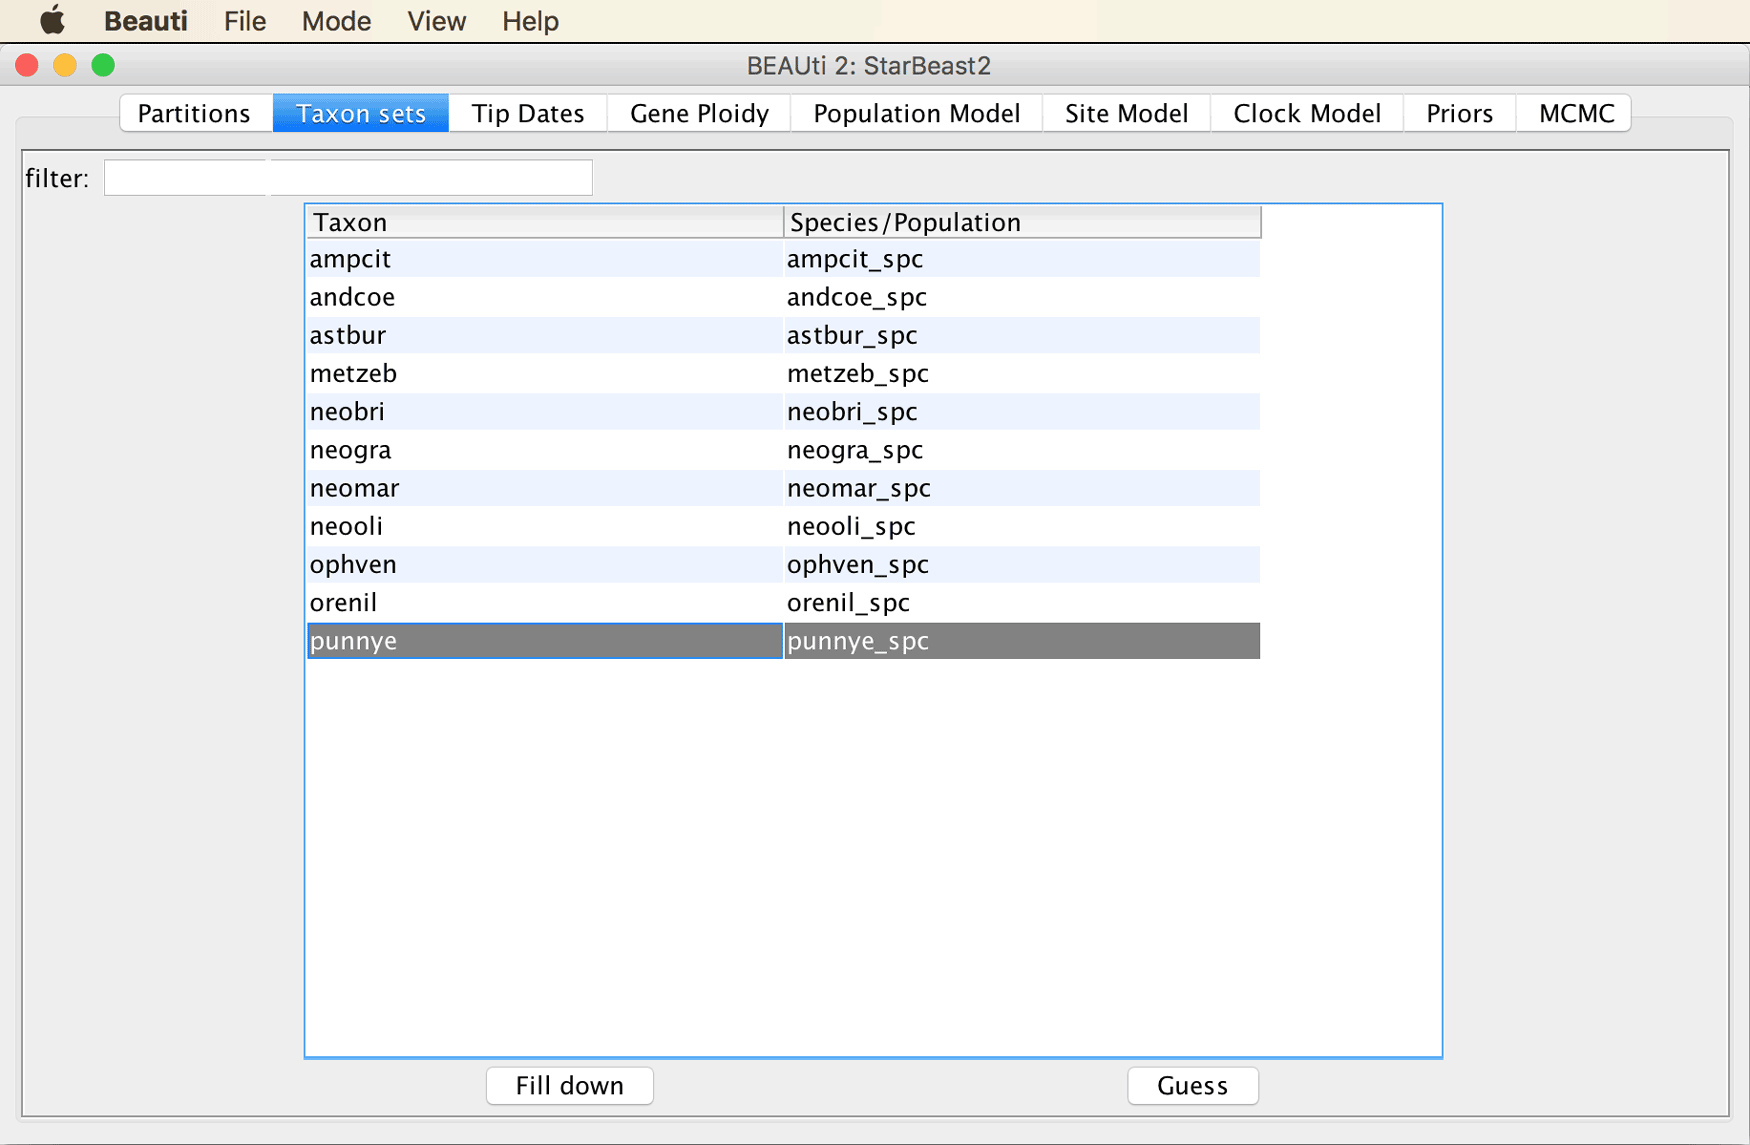 Beauti File Mode View Help
BEAUti 2: StarBeast2
Partitions Taxon sets Tip Dates Gene Ploidy Population Model Site Model Clock Model Priors MCMC
filter:
Taxon Species/Population
ampcit ampcit_spc
andcoe andcoe_spc
astbur astbur_spc
metzeb metzeb_spc
neobri neobri_spc
neogra neogra_spc
neomar neomar_spc
neooli neooli_spc
ophven ophven_spc
orenil orenil_spc
punnye punnye_spc
Fill down Guess